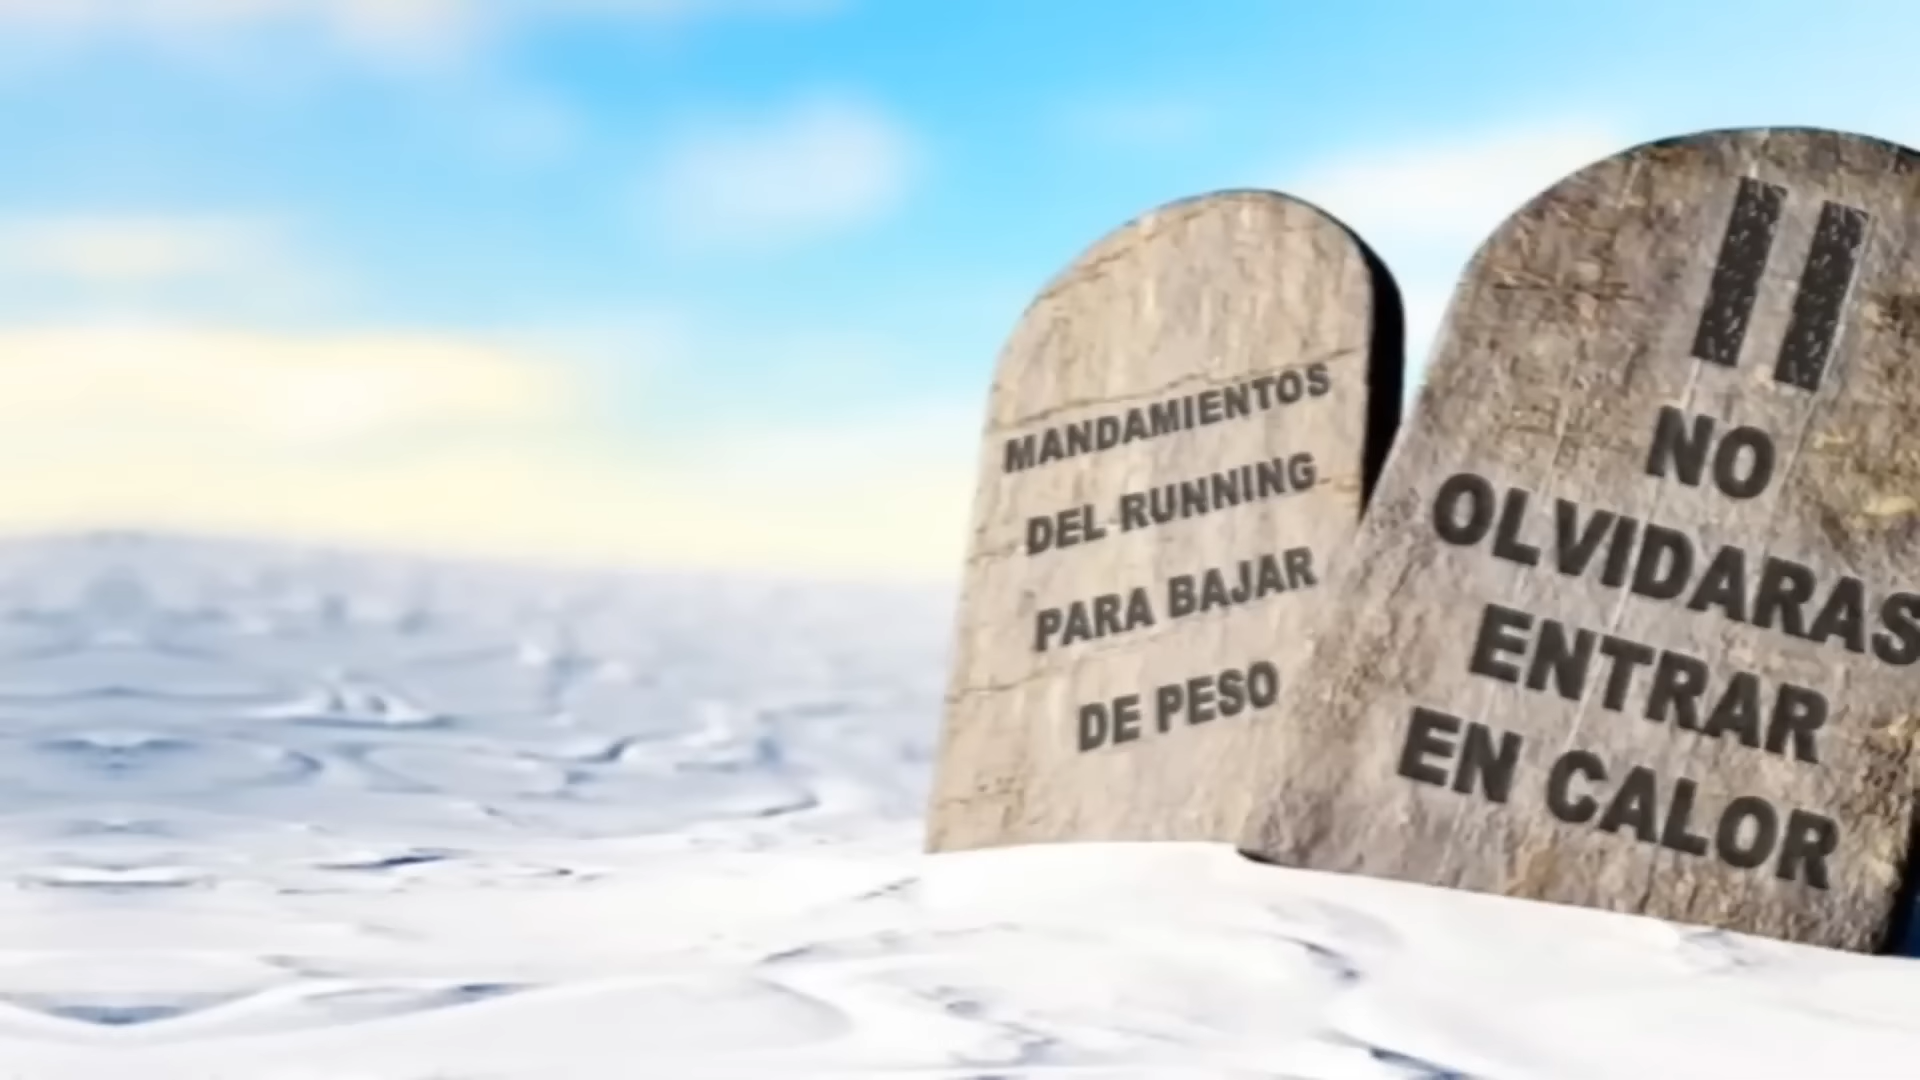 MANDAMIENTOS
DEL RUNNING
PARA BAJAR
DE PESO
II
NO
OLVIDARAS
ENTRAR
EN CALOR